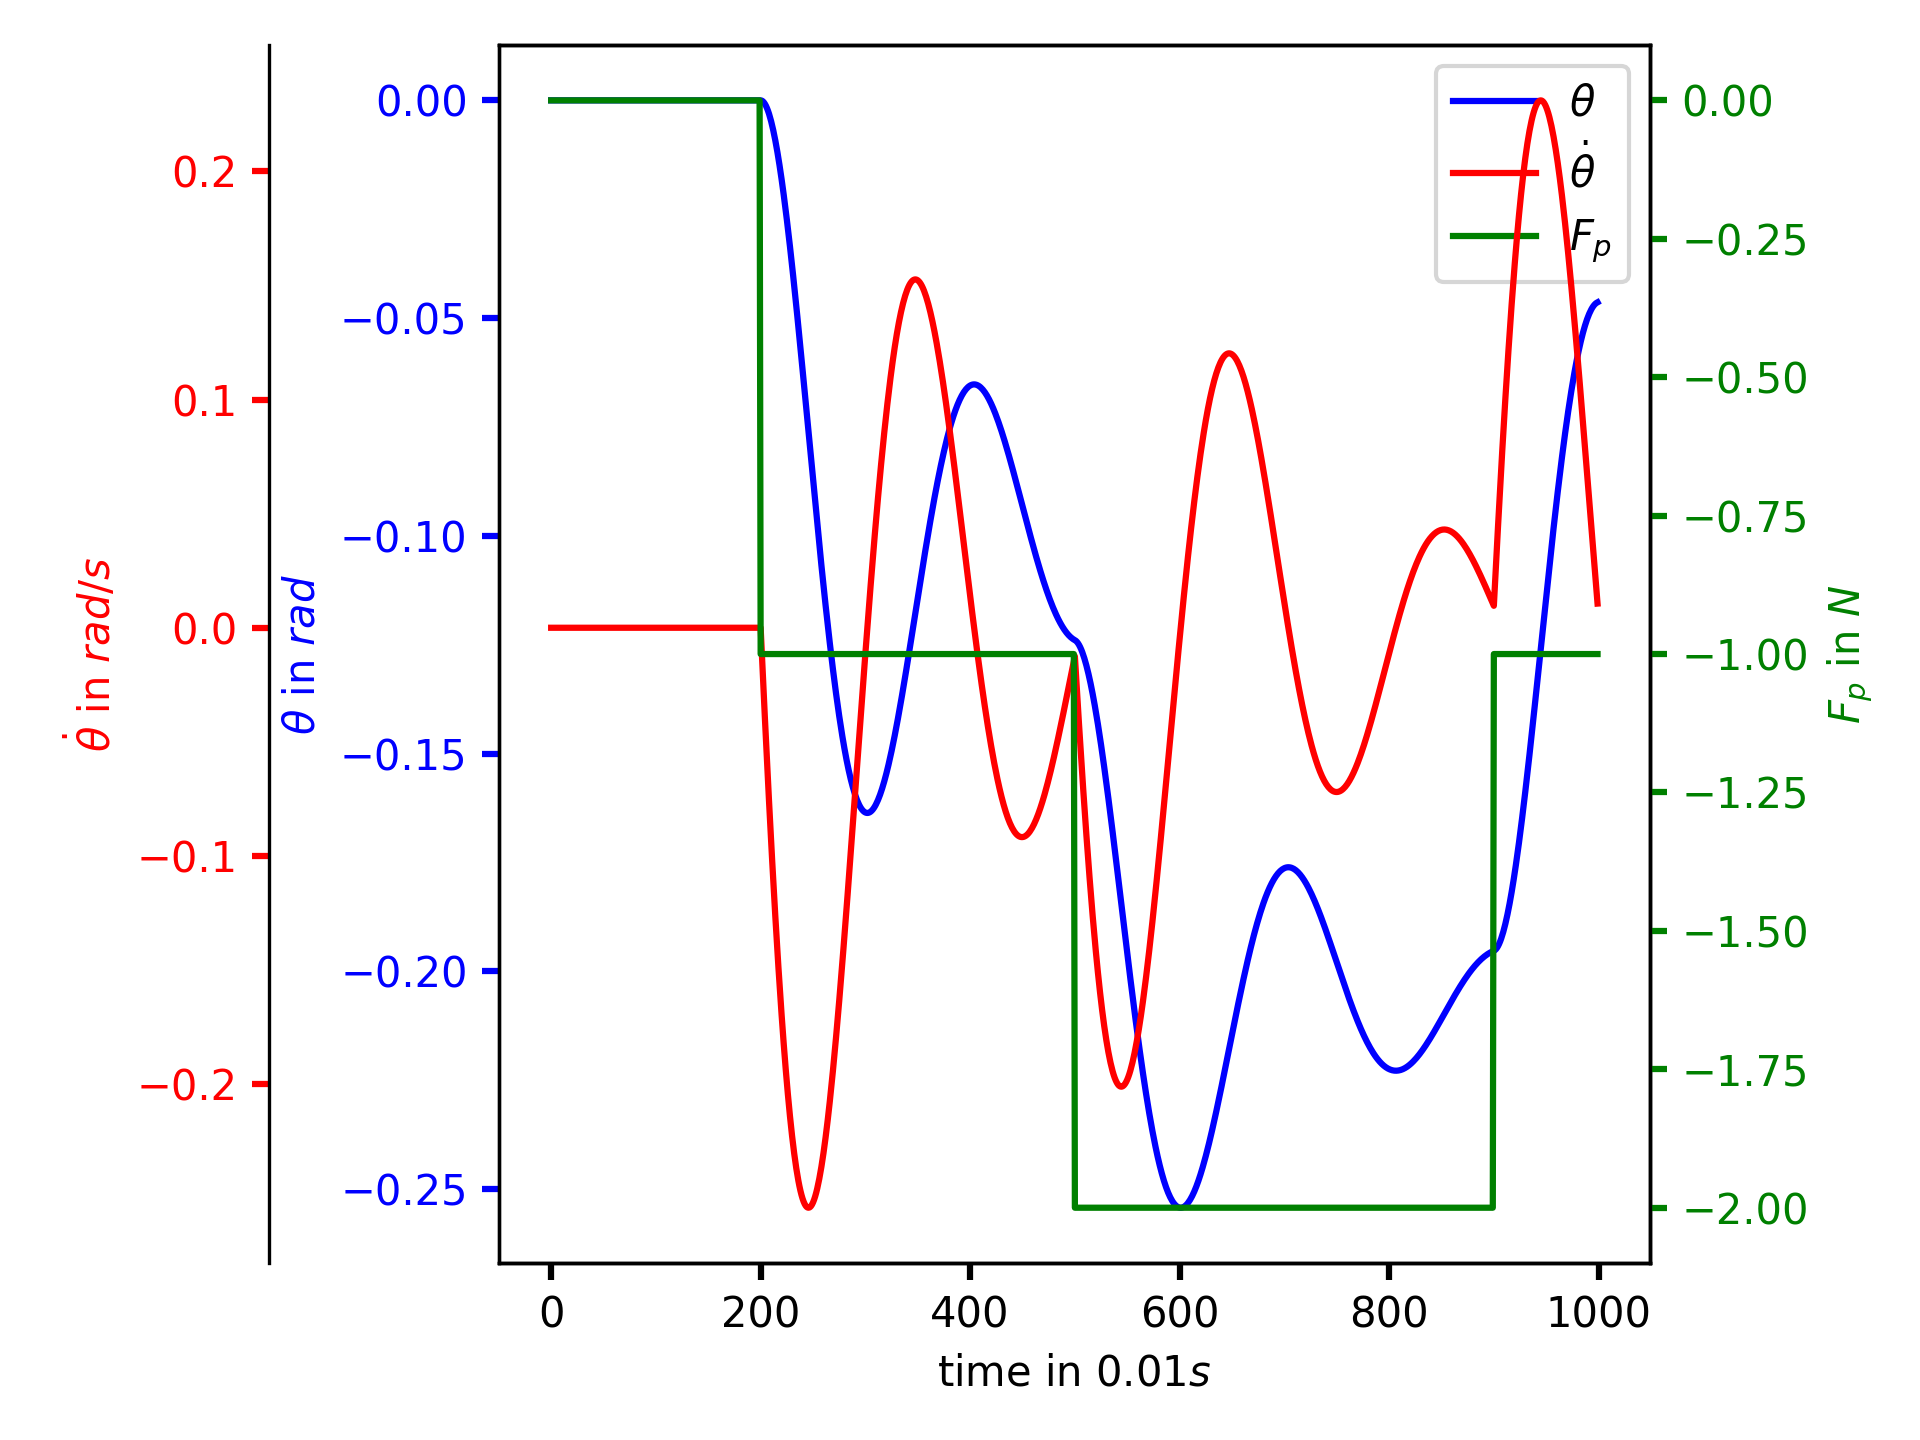 θ
θ̇
F_p
0.00
−0.05
−0.10
−0.15
−0.20
−0.25
θ in rad
0.2
0.1
0.0
−0.1
−0.2
θ̇ in rad/s
0.00
−0.25
−0.50
−0.75
−1.00
−1.25
−1.50
−1.75
−2.00
F_p in N
0 200 400 600 800 1000
time in 0.01s